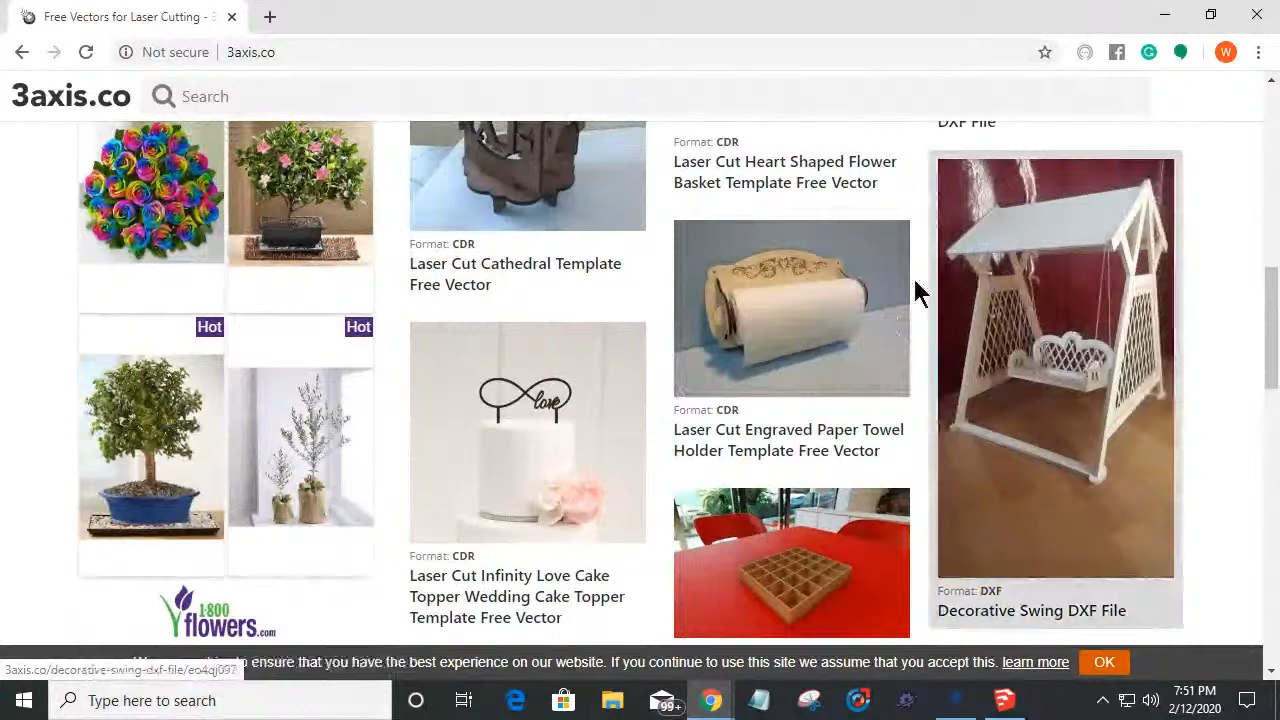 Free Vectors for Laser Cutting -
Not secure
3axis.co
W
3axis.co
Search
DXF File
Format: CDR
Laser Cut Heart Shaped Flower
Basket Template Free Vector
Format: CDR
Laser Cut Cathedral Template
Free Vector
Hot
Hot
Format: CDR
Laser Cut Engraved Paper Towel
Holder Template Free Vector
love
Format: CDR
Laser Cut Infinity Love Cake
Topper Wedding Cake Topper
Template Free Vector
Format: DXF
Decorative Swing DXF File
1·800
flowers.com
to ensure that you have the best experience on our website. If you continue to use this site we assume that you accept this. learn more
OK
3axis.co/decorative-swing-dxf-file/eo4qj697
Type here to search
99+
7:51 PM
2/12/2020